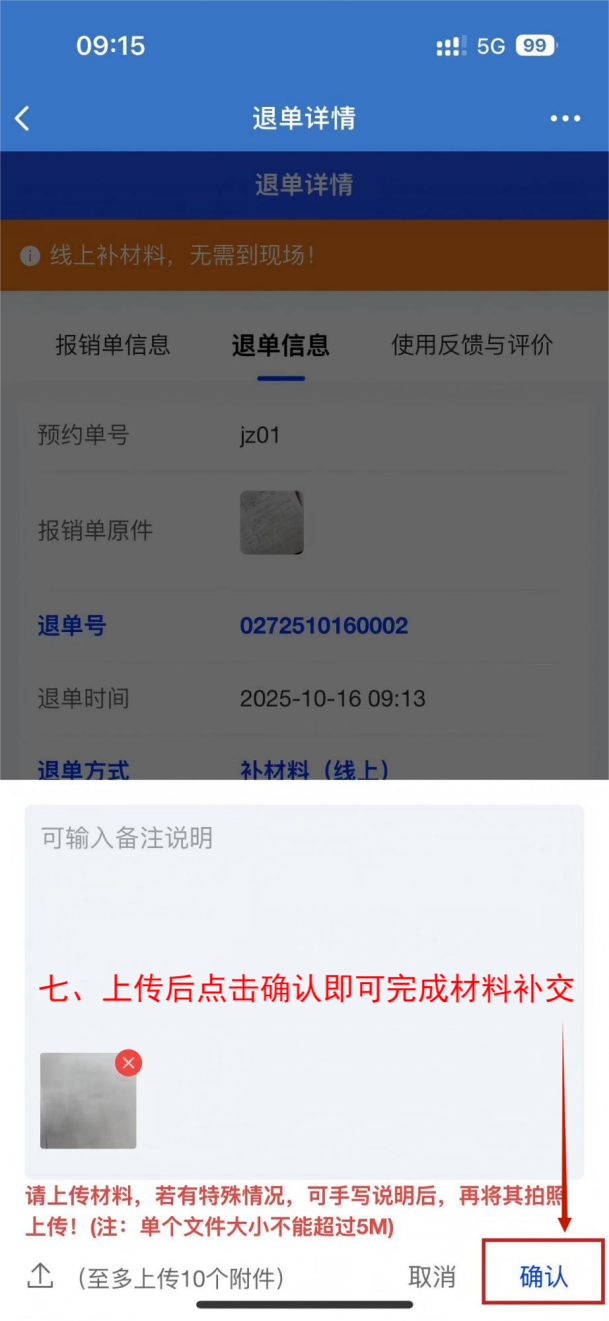 09:15
5G 99
退单详情
退单详情
线上补材料，无需到现场！
报销单信息 退单信息 使用反馈与评价
预约单号 jz01
报销单原件
退单号 0272510160002
退单时间 2025-10-16 09:13
退单方式 补材料（线上）
可输入备注说明
七、上传后点击确认即可完成材料补交
请上传材料，若有特殊情况，可手写说明后，再将其拍照
上传！(注：单个文件大小不能超过5M)
（至多上传10个附件） 取消 确认